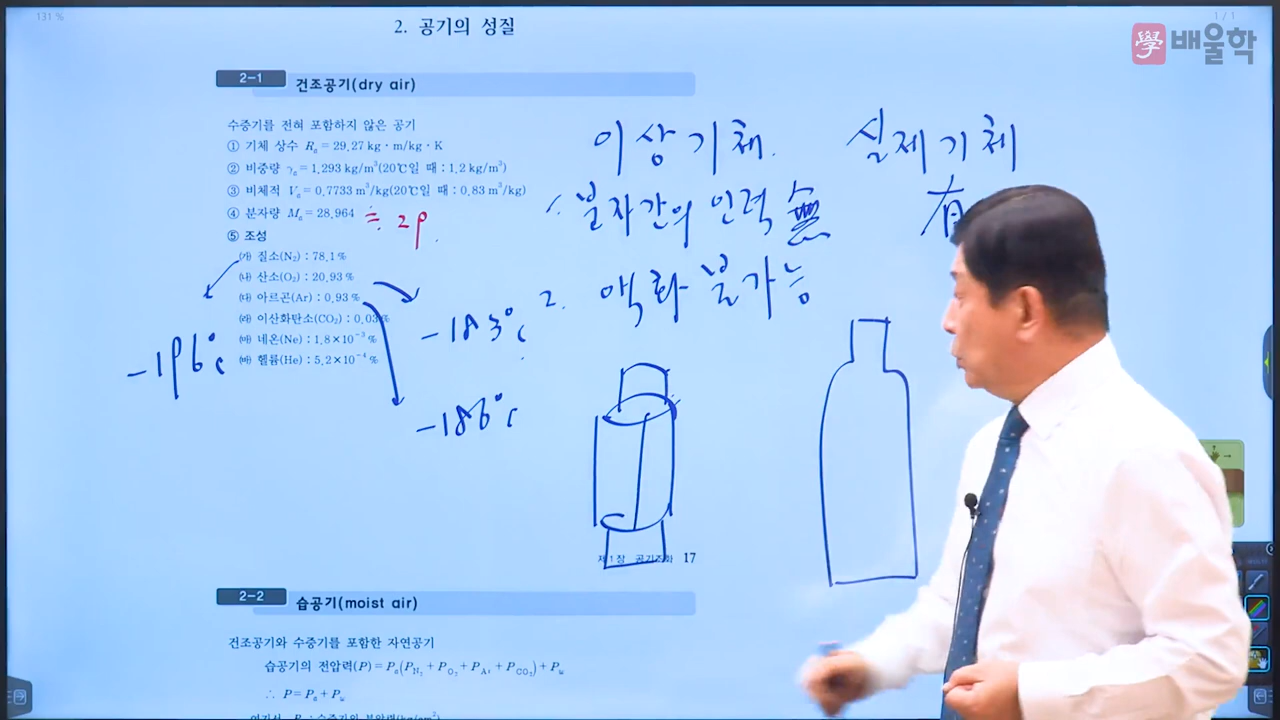 131 %
1 / 1
學 배울학
2. 공기의 성질
2-1 건조공기(dry air)
수증기를 전혀 포함하지 않은 공기
① 기체 상수 Rₐ = 29.27 kg · m/kg · K
② 비중량 γₐ = 1.293 kg/m³(20℃일 때 : 1.2 kg/m³)
③ 비체적 Vₐ = 0.7733 m³/kg(20℃일 때 : 0.83 m³/kg)
④ 분자량 Mₐ = 28.964 ≒ 29.
⑤ 조성
㈎ 질소(N₂) : 78.1 %
㈏ 산소(O₂) : 20.93 %
㈐ 아르곤(Ar) : 0.93 %
㈑ 이산화탄소(CO₂) : 0.03 %
㈒ 네온(Ne) : 1.8×10⁻³ %
㈓ 헬륨(He) : 5.2×10⁻⁴ %
-196℃
-183℃
-186℃
이상기체. 실제기체
1. 분자간의 인력 無 有
2. 액화 불가능
제1장 공기조화 17
2-2 습공기(moist air)
건조공기와 수증기를 포함한 자연공기
습공기의 전압력(P) = Pₐ(P_N₂ + P_O₂ + P_Ar + P_CO₂) + P_w
∴ P = Pₐ + P_w